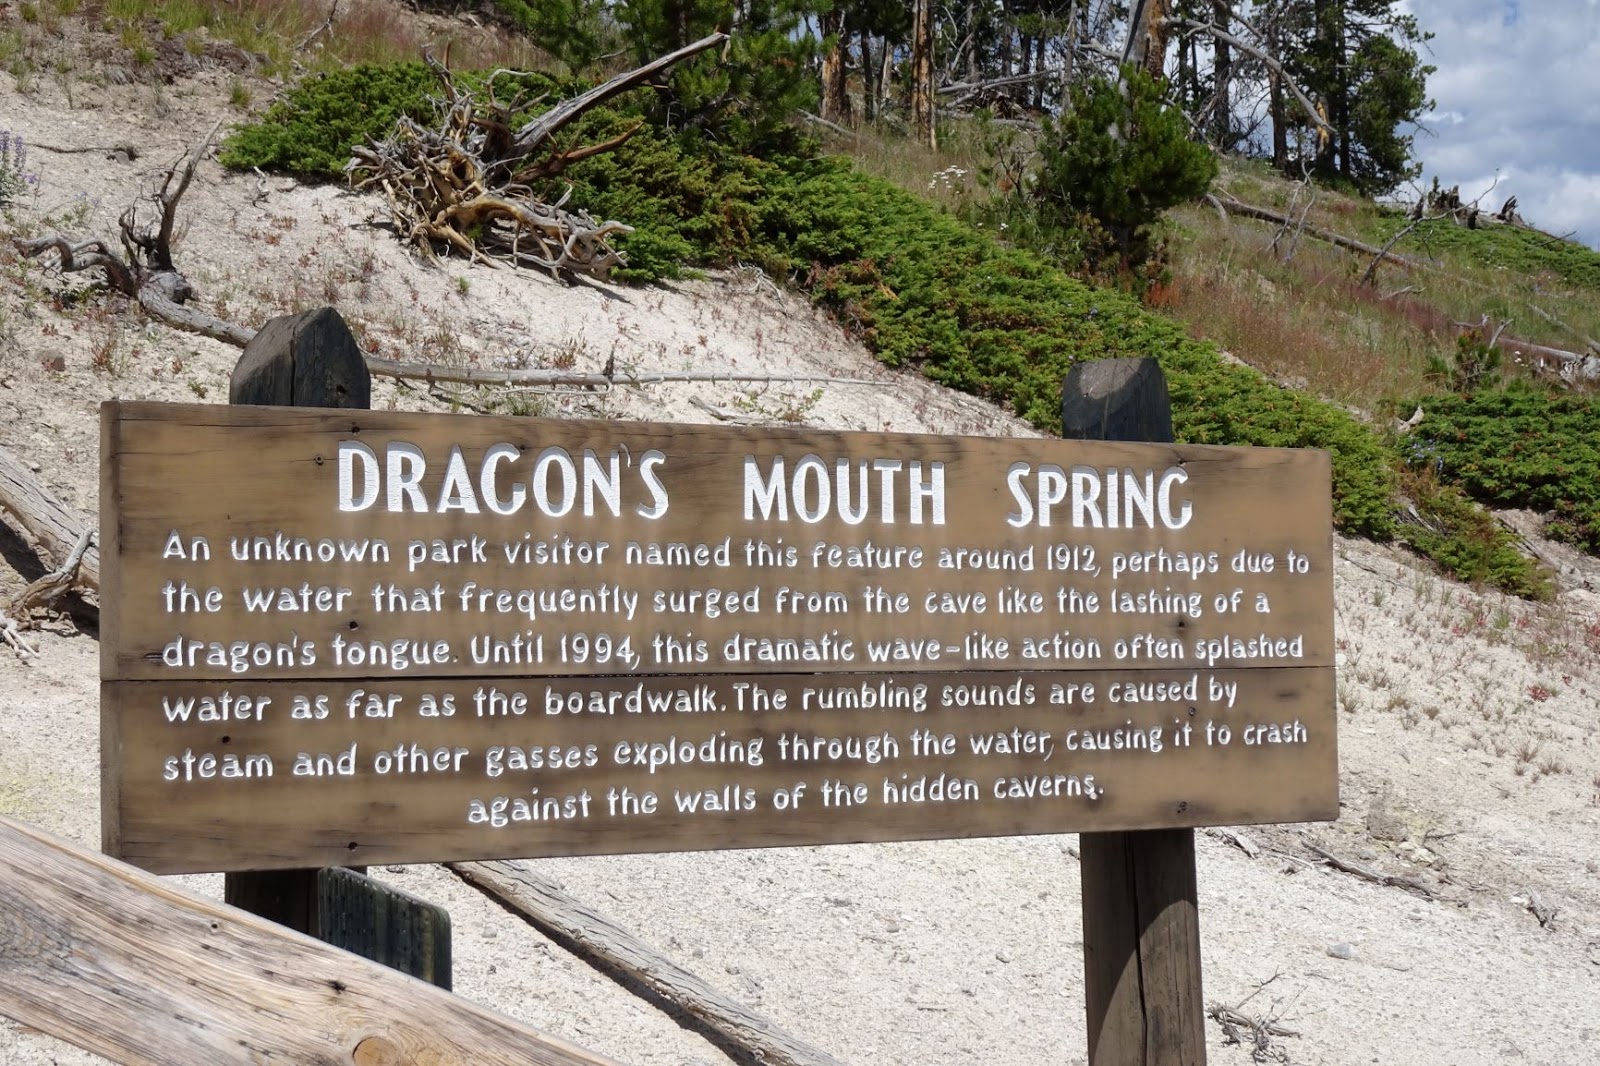 DRAGON'S MOUTH SPRING
An unknown park visitor named this feature around 1912, perhaps due to
the water that frequently surged from the cave like the lashing of a
dragon's tongue. Until 1994, this dramatic wave-like action often splashed
water as far as the boardwalk. The rumbling sounds are caused by
steam and other gasses exploding through the water, causing it to crash
against the walls of the hidden caverns.